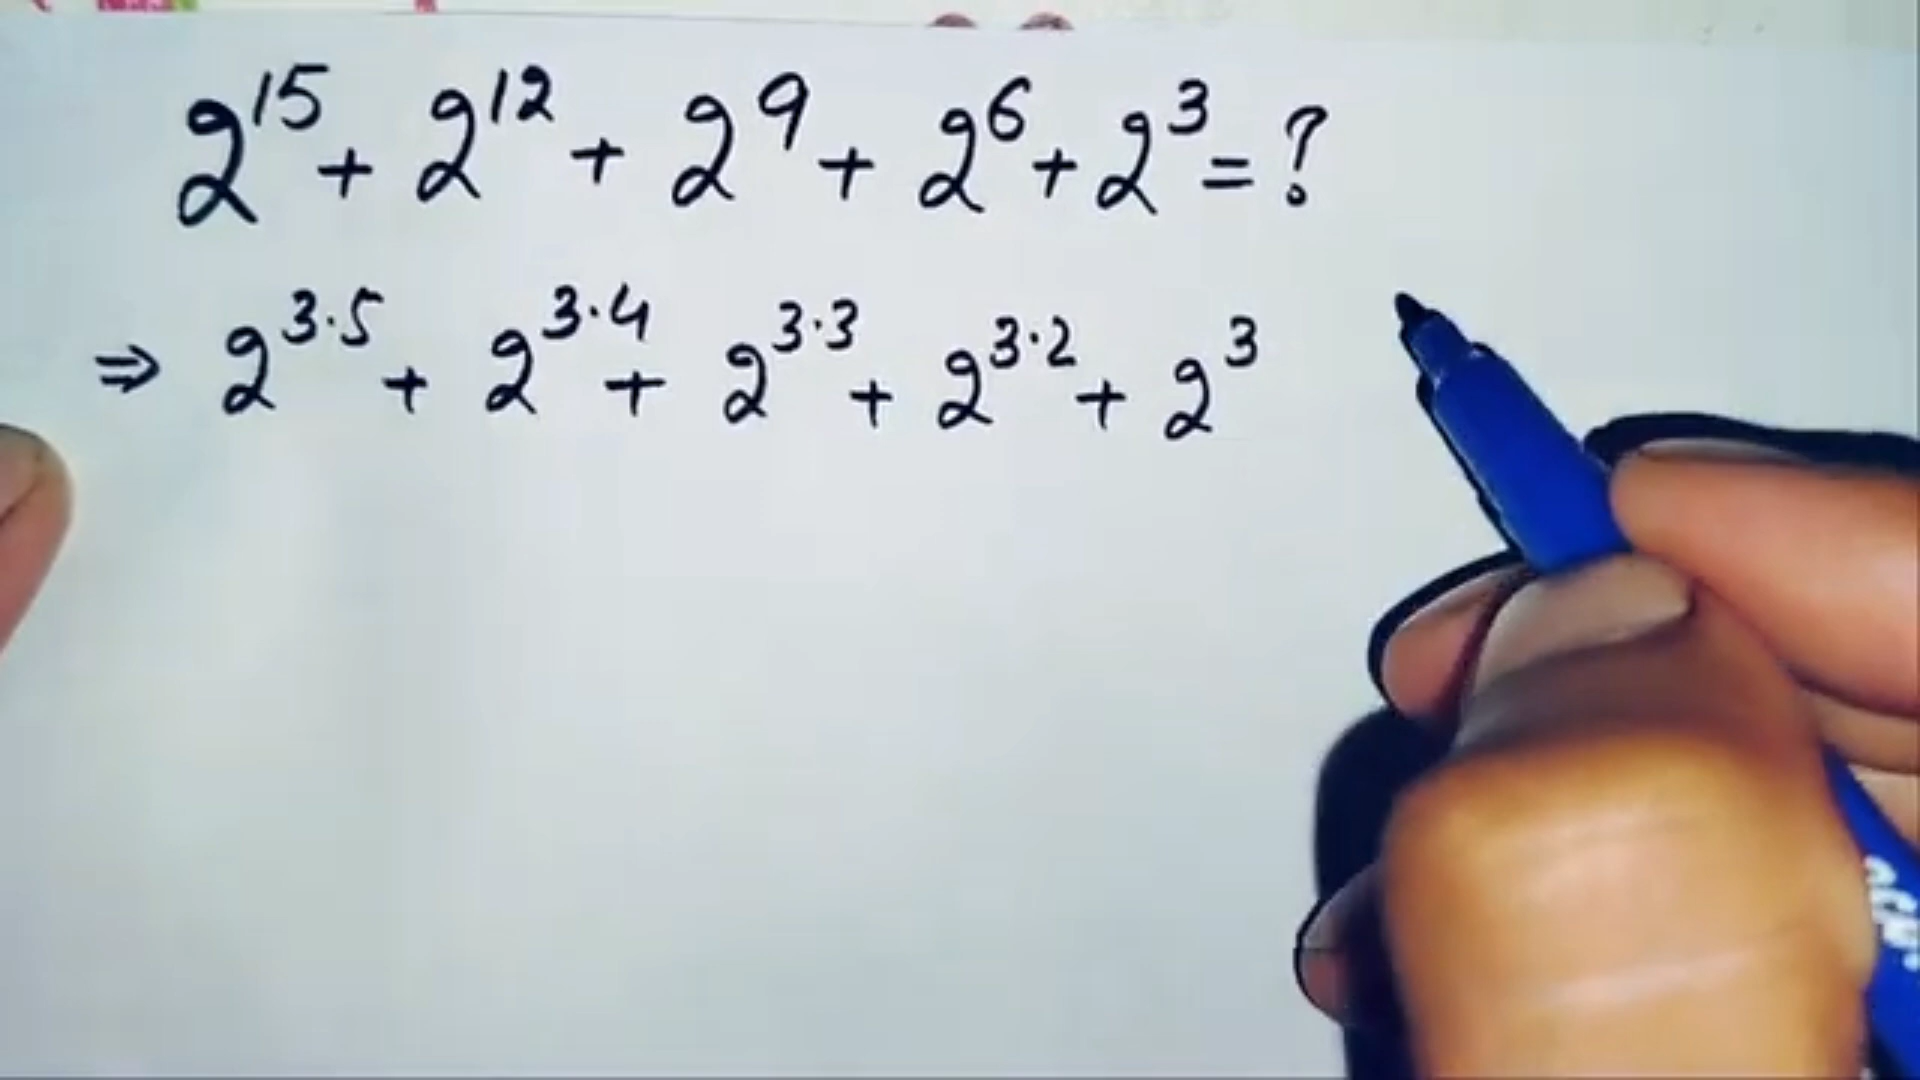 2^15 + 2^12 + 2^9 + 2^6 + 2^3 = ?
⇒ 2^3·5 + 2^3·4 + 2^3·3 + 2^3·2 + 2^3